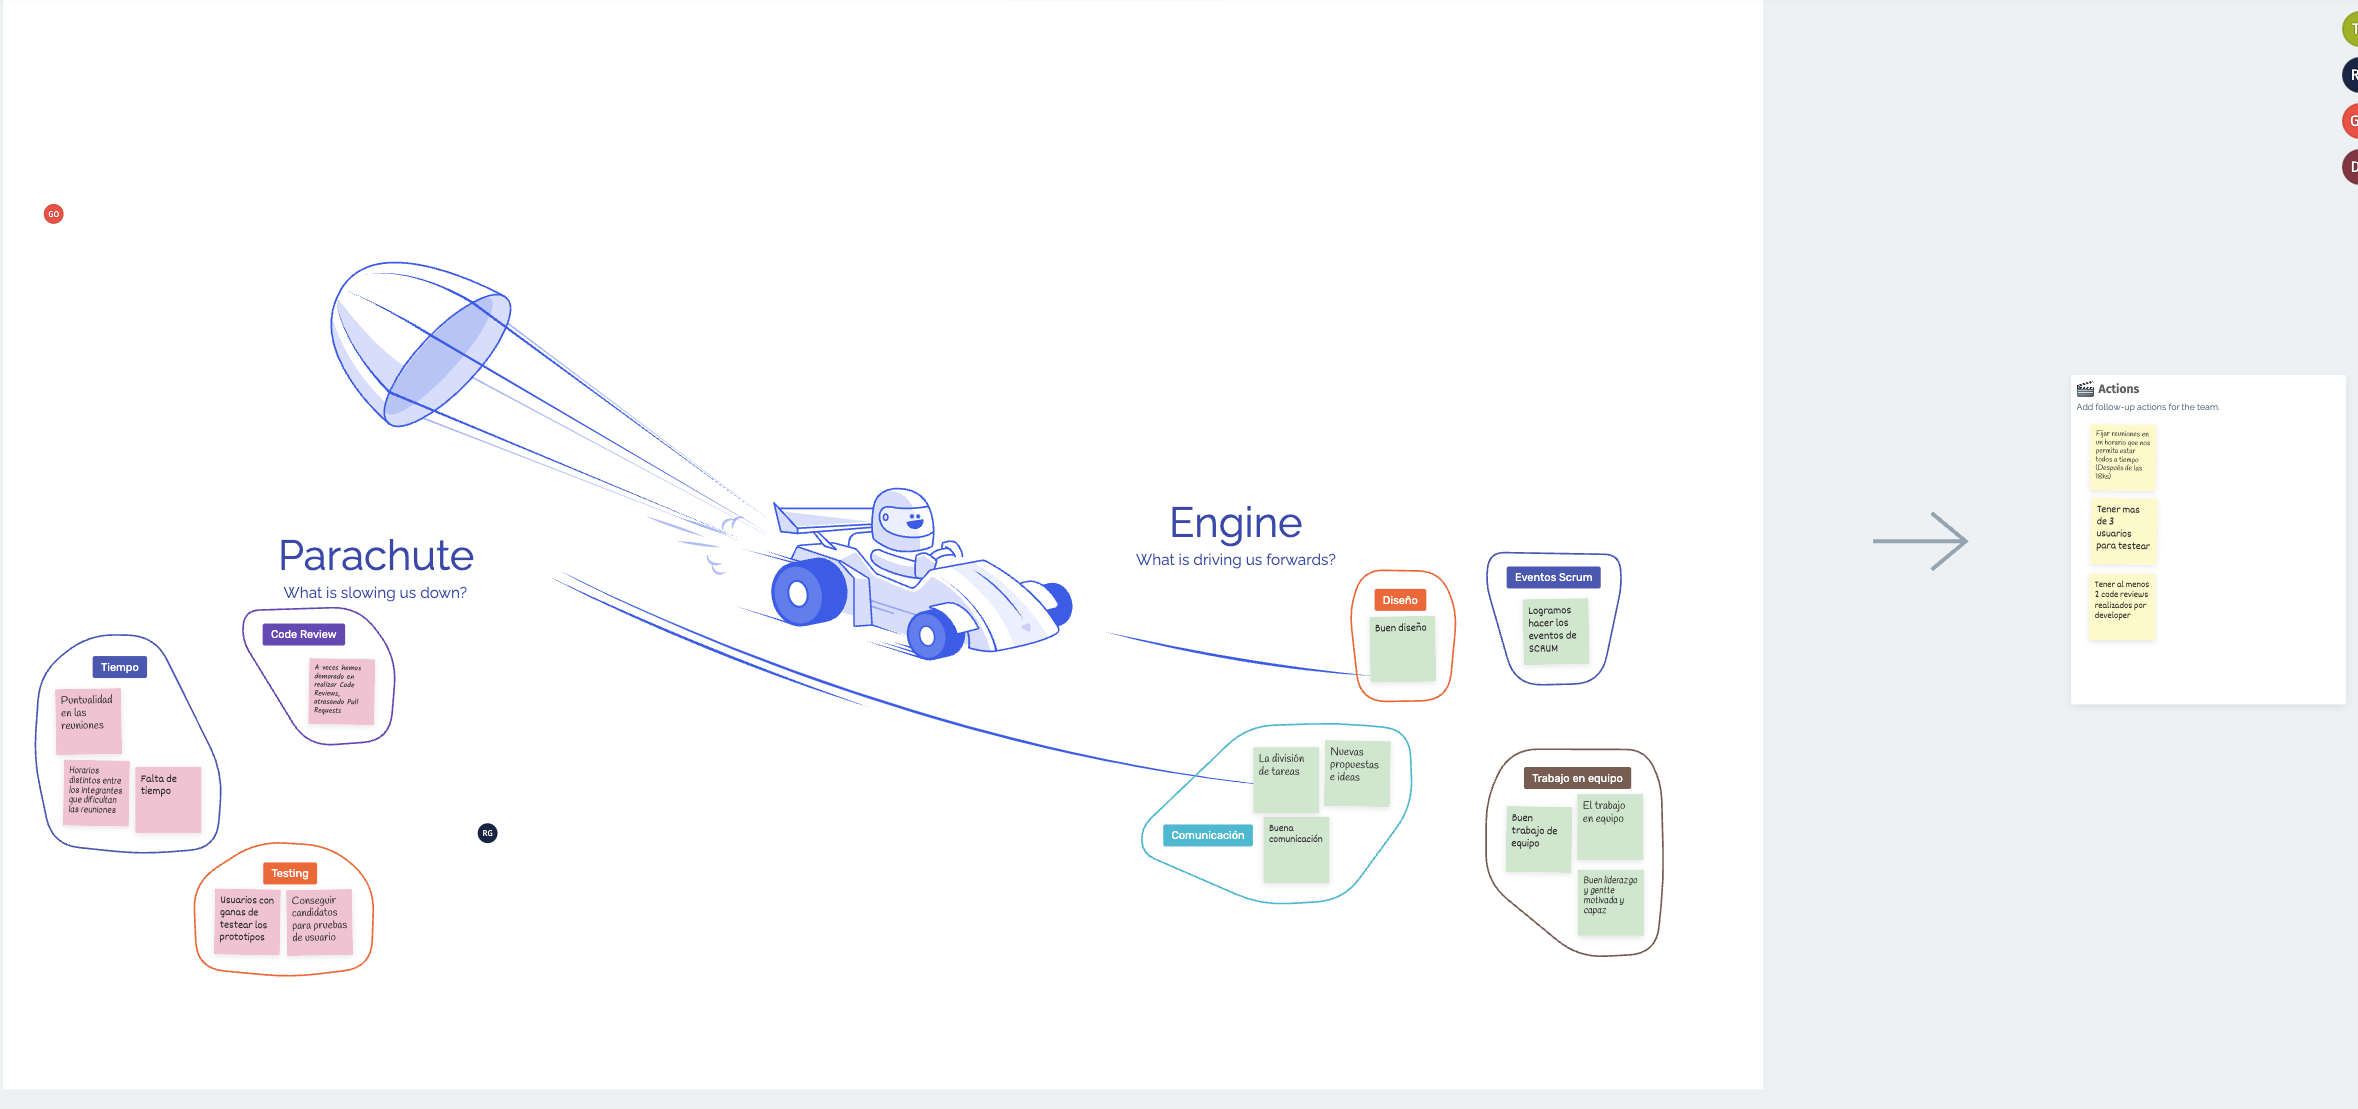 GO
Parachute
What is slowing us down?
Code Review
A veces hemos
demorado en
realizar Code
Reviews,
atrasando Pull
Requests
Tiempo
Puntualidad
en las
reuniones
Horarios
distintos entre
los integrantes
que dificultan
las reuniones
Falta de
tiempo
RG
Testing
Usuarios con
ganas de
testear los
prototipos
Conseguir
candidatos
para pruebas
de usuario
Engine
What is driving us forwards?
Diseño
Buen diseño
Eventos Scrum
Logramos
hacer los
eventos de
SCRUM
La división
de tareas
Nuevas
propuestas
e ideas
Comunicación
Buena
comunicación
Trabajo en equipo
Buen
trabajo de
equipo
El trabajo
en equipo
Buen liderazgo
y gentte
motivada y
capaz
Actions
Add follow-up actions for the team.
Fijar reuniones en
un horario que nos
permita estar
todos a tiempo
(Después de las
18hs)
Tener mas
de 3
usuarios
para testear
Tener al menos
2 code reviews
realizados por
developer
T
R
G
D